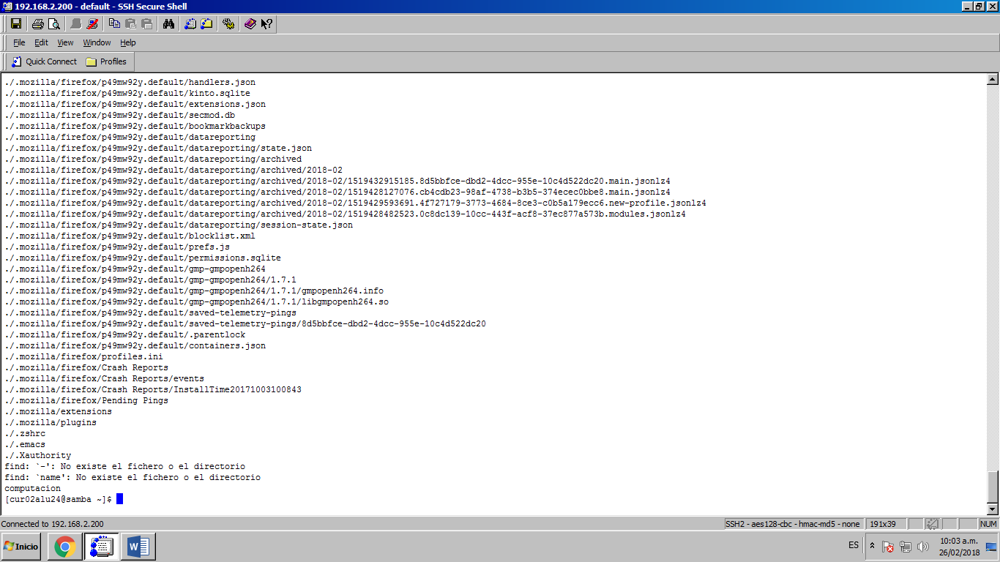 192.168.2.200 - default - SSH Secure Shell
File Edit View Window Help
Quick Connect Profiles
./.mozilla/firefox/p49mw92y.default/handlers.json
./.mozilla/firefox/p49mw92y.default/kinto.sqlite
./.mozilla/firefox/p49mw92y.default/extensions.json
./.mozilla/firefox/p49mw92y.default/secmod.db
./.mozilla/firefox/p49mw92y.default/bookmarkbackups
./.mozilla/firefox/p49mw92y.default/datareporting
./.mozilla/firefox/p49mw92y.default/datareporting/state.json
./.mozilla/firefox/p49mw92y.default/datareporting/archived
./.mozilla/firefox/p49mw92y.default/datareporting/archived/2018-02
./.mozilla/firefox/p49mw92y.default/datareporting/archived/2018-02/1519432915185.8d5bbfce-dbd2-4dcc-955e-10c4d522dc20.main.jsonlz4
./.mozilla/firefox/p49mw92y.default/datareporting/archived/2018-02/1519428127076.cb4cdb23-98af-4738-b3b5-374ecec0bbe8.main.jsonlz4
./.mozilla/firefox/p49mw92y.default/datareporting/archived/2018-02/1519429593691.4f727179-3773-4684-8ce3-c0b5a179ecc6.new-profile.jsonlz4
./.mozilla/firefox/p49mw92y.default/datareporting/archived/2018-02/1519428482523.0c8dc139-10cc-443f-acf8-37ec877a573b.modules.jsonlz4
./.mozilla/firefox/p49mw92y.default/datareporting/session-state.json
./.mozilla/firefox/p49mw92y.default/blocklist.xml
./.mozilla/firefox/p49mw92y.default/prefs.js
./.mozilla/firefox/p49mw92y.default/permissions.sqlite
./.mozilla/firefox/p49mw92y.default/gmp-gmpopenh264
./.mozilla/firefox/p49mw92y.default/gmp-gmpopenh264/1.7.1
./.mozilla/firefox/p49mw92y.default/gmp-gmpopenh264/1.7.1/gmpopenh264.info
./.mozilla/firefox/p49mw92y.default/gmp-gmpopenh264/1.7.1/libgmpopenh264.so
./.mozilla/firefox/p49mw92y.default/saved-telemetry-pings
./.mozilla/firefox/p49mw92y.default/saved-telemetry-pings/8d5bbfce-dbd2-4dcc-955e-10c4d522dc20
./.mozilla/firefox/p49mw92y.default/.parentlock
./.mozilla/firefox/p49mw92y.default/containers.json
./.mozilla/firefox/profiles.ini
./.mozilla/firefox/Crash Reports
./.mozilla/firefox/Crash Reports/events
./.mozilla/firefox/Crash Reports/InstallTime20171003100843
./.mozilla/firefox/Pending Pings
./.mozilla/extensions
./.mozilla/plugins
./.zshrc
./.emacs
./.Xauthority
find: `-': No existe el fichero o el directorio
find: `name': No existe el fichero o el directorio
computacion
[cur02alu24@samba ~]$
Connected to 192.168.2.200 SSH2 - aes128-cbc - hmac-md5 - none 191x39 NUM
Inicio ES 10:03 a.m.
26/02/2018